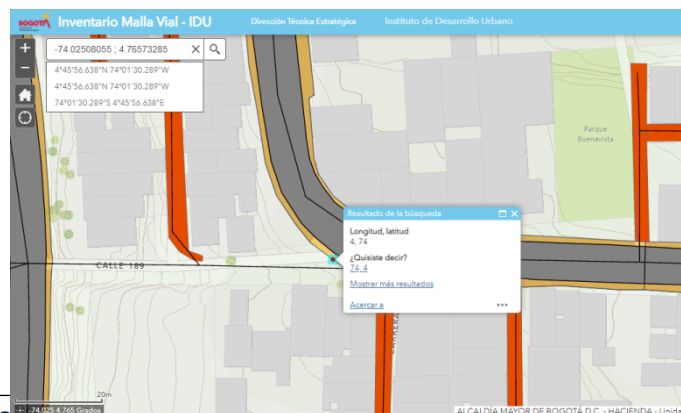 BOGOTÁ
Inventario Malla Vial - IDU
Dirección Técnica Estratégica
Instituto de Desarrollo Urbano
+
-74.02508055 ; 4.76573285
4°45'56.638"N 74°01'30.289"W
4°45'56.638"N 74°01'30.289"W
74°01'30.289"S 4°45'56.638"E
Parque
Buenavista
Resultado de la búsqueda
Longitud, latitud
4, 74
¿Quisiste decir?
74, 4
Mostrar más resultados
Acercar a
CALLE 189
20m
-74.025 4.765 Grados
ALCALDÍA MAYOR DE BOGOTÁ D.C. - HACIENDA - Unida